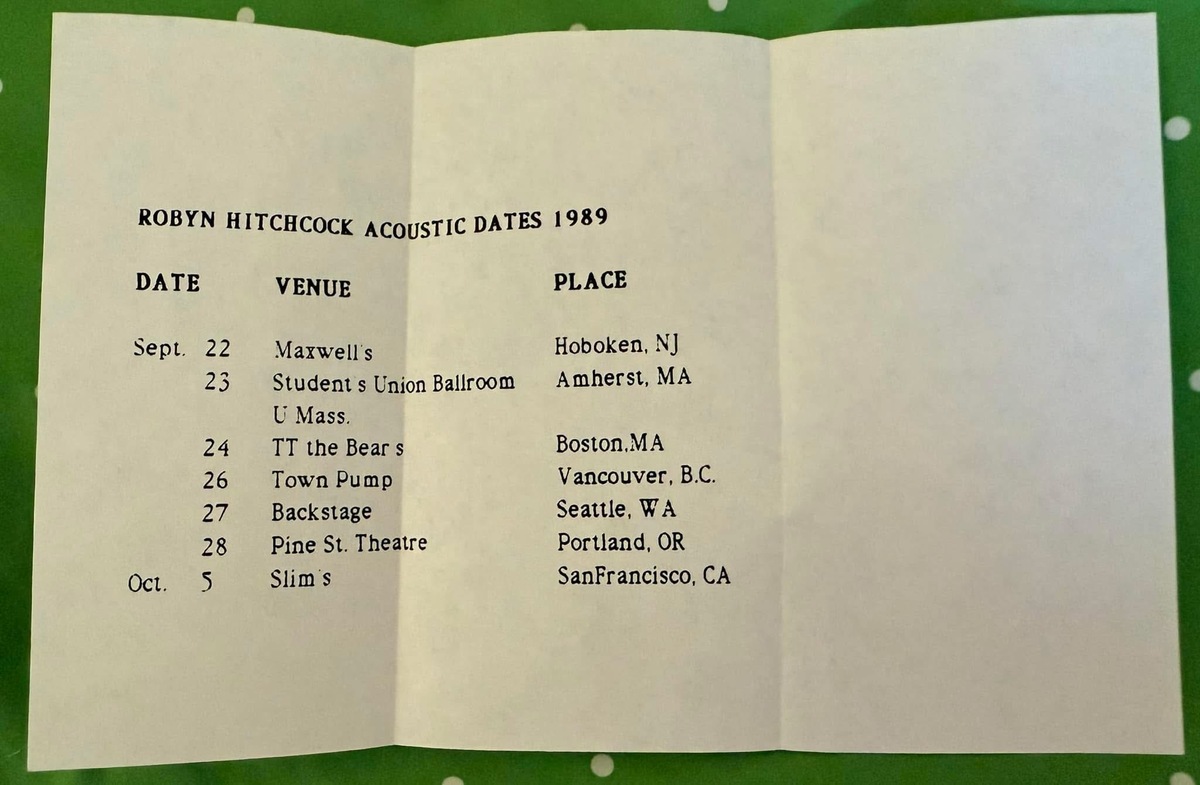 ROBYN HITCHCOCK ACOUSTIC DATES 1989
DATE VENUE PLACE
Sept. 22 Maxwell's Hoboken, NJ
23 Student's Union Ballroom Amherst, MA
U Mass.
24 TT the Bear's Boston,MA
26 Town Pump Vancouver, B.C.
27 Backstage Seattle, WA
28 Pine St. Theatre Portland, OR
Oct. 5 Slim's SanFrancisco, CA